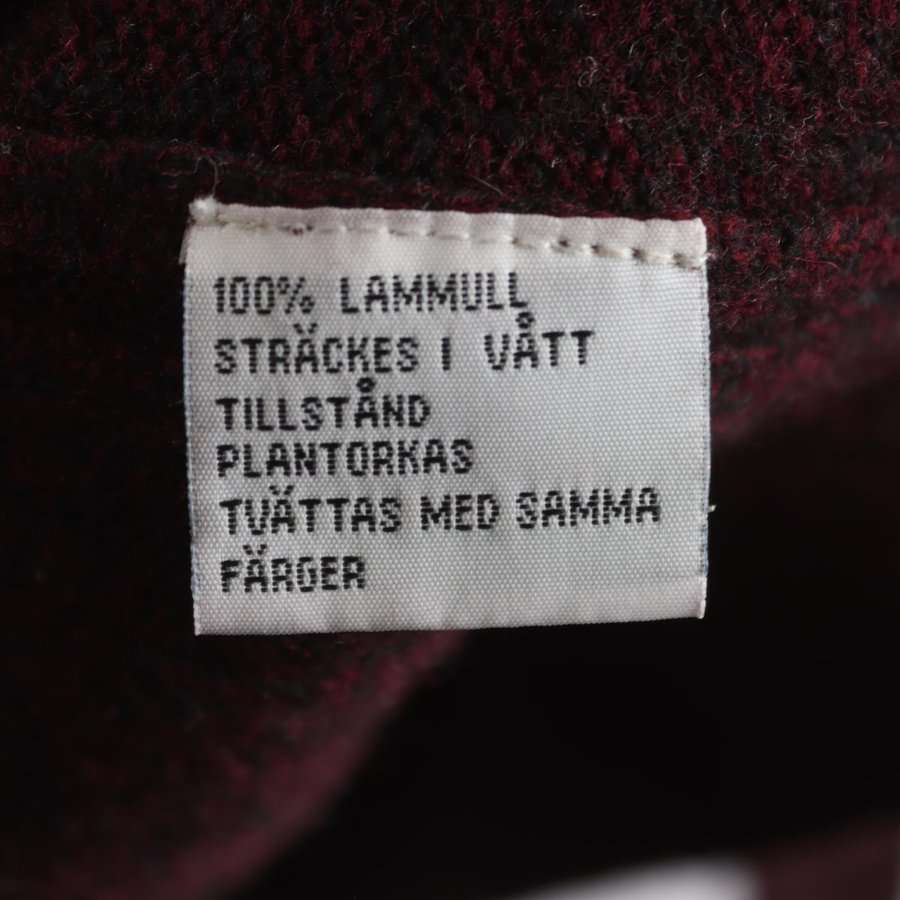 100% LAMMULL
STRÄCKES I VÅTT
TILLSTÅND
PLANTORKAS
TVÄTTAS MED SAMMA
FÄRGER